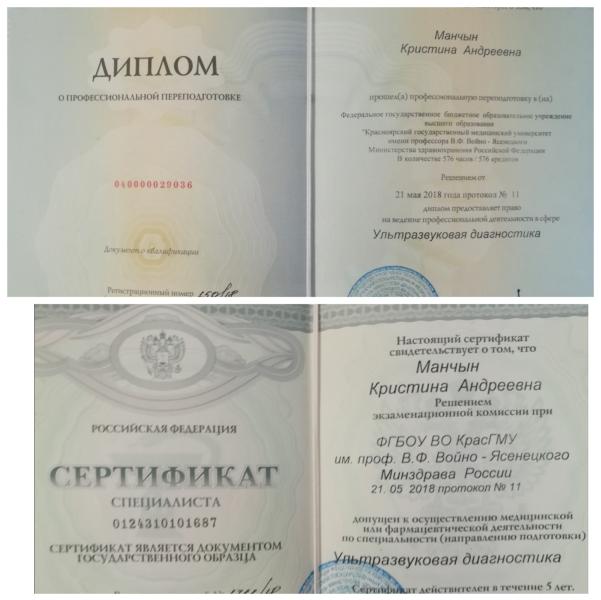 ДИПЛОМ
О ПРОФЕССИОНАЛЬНОЙ ПЕРЕПОДГОТОВКЕ
040000029036
Документ о квалификации
Регистрационный номер
Манчын
Кристина Андреевна
прошел(а) профессиональную переподготовку в (на)
Федеральное государственное бюджетное образовательное учреждение
высшего образования
"Красноярский государственный медицинский университет
имени профессора В.Ф. Войно - Ясенецкого
Министерства здравоохранения Российской Федерации
В количестве 576 часов / 576 кредитов
Решением от
21 мая 2018 года протокол № 11
диплом предоставляет право
на ведение профессиональной деятельности в сфере
Ультразвуковая диагностика
РОССИЙСКАЯ ФЕДЕРАЦИЯ
СЕРТИФИКАТ
СПЕЦИАЛИСТА
0124310101687
СЕРТИФИКАТ ЯВЛЯЕТСЯ ДОКУМЕНТОМ
ГОСУДАРСТВЕННОГО ОБРАЗЦА
Настоящий сертификат
свидетельствует о том, что
Манчын
Кристина Андреевна
Решением
экзаменационной комиссии при
ФГБОУ ВО КрасГМУ
им. проф. В.Ф. Войно - Ясенецкого
Минздрава России
21. 05 2018 протокол № 11
допущен к осуществлению медицинской
или фармацевтической деятельности
по специальности (направлению подготовки)
Ультразвуковая диагностика
Сертификат действителен в течение 5 лет.